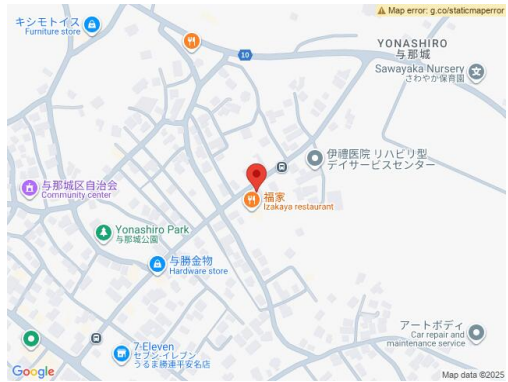 Map error: g.co/staticmaperror
キシモトイス
Furniture store
10
YONASHIRO
与那城
Sawayaka Nursery
さわやか保育園
伊禮医院 リハビリ型
デイサービスセンター
与那城区自治会
Community center
福家
Izakaya restaurant
Yonashiro Park
与那城公園
与勝金物
Hardware store
7-Eleven
セブン-イレブン
うるま勝連平安名店
アートボディ
Car repair and
maintenance service
Google
Map data ©2025